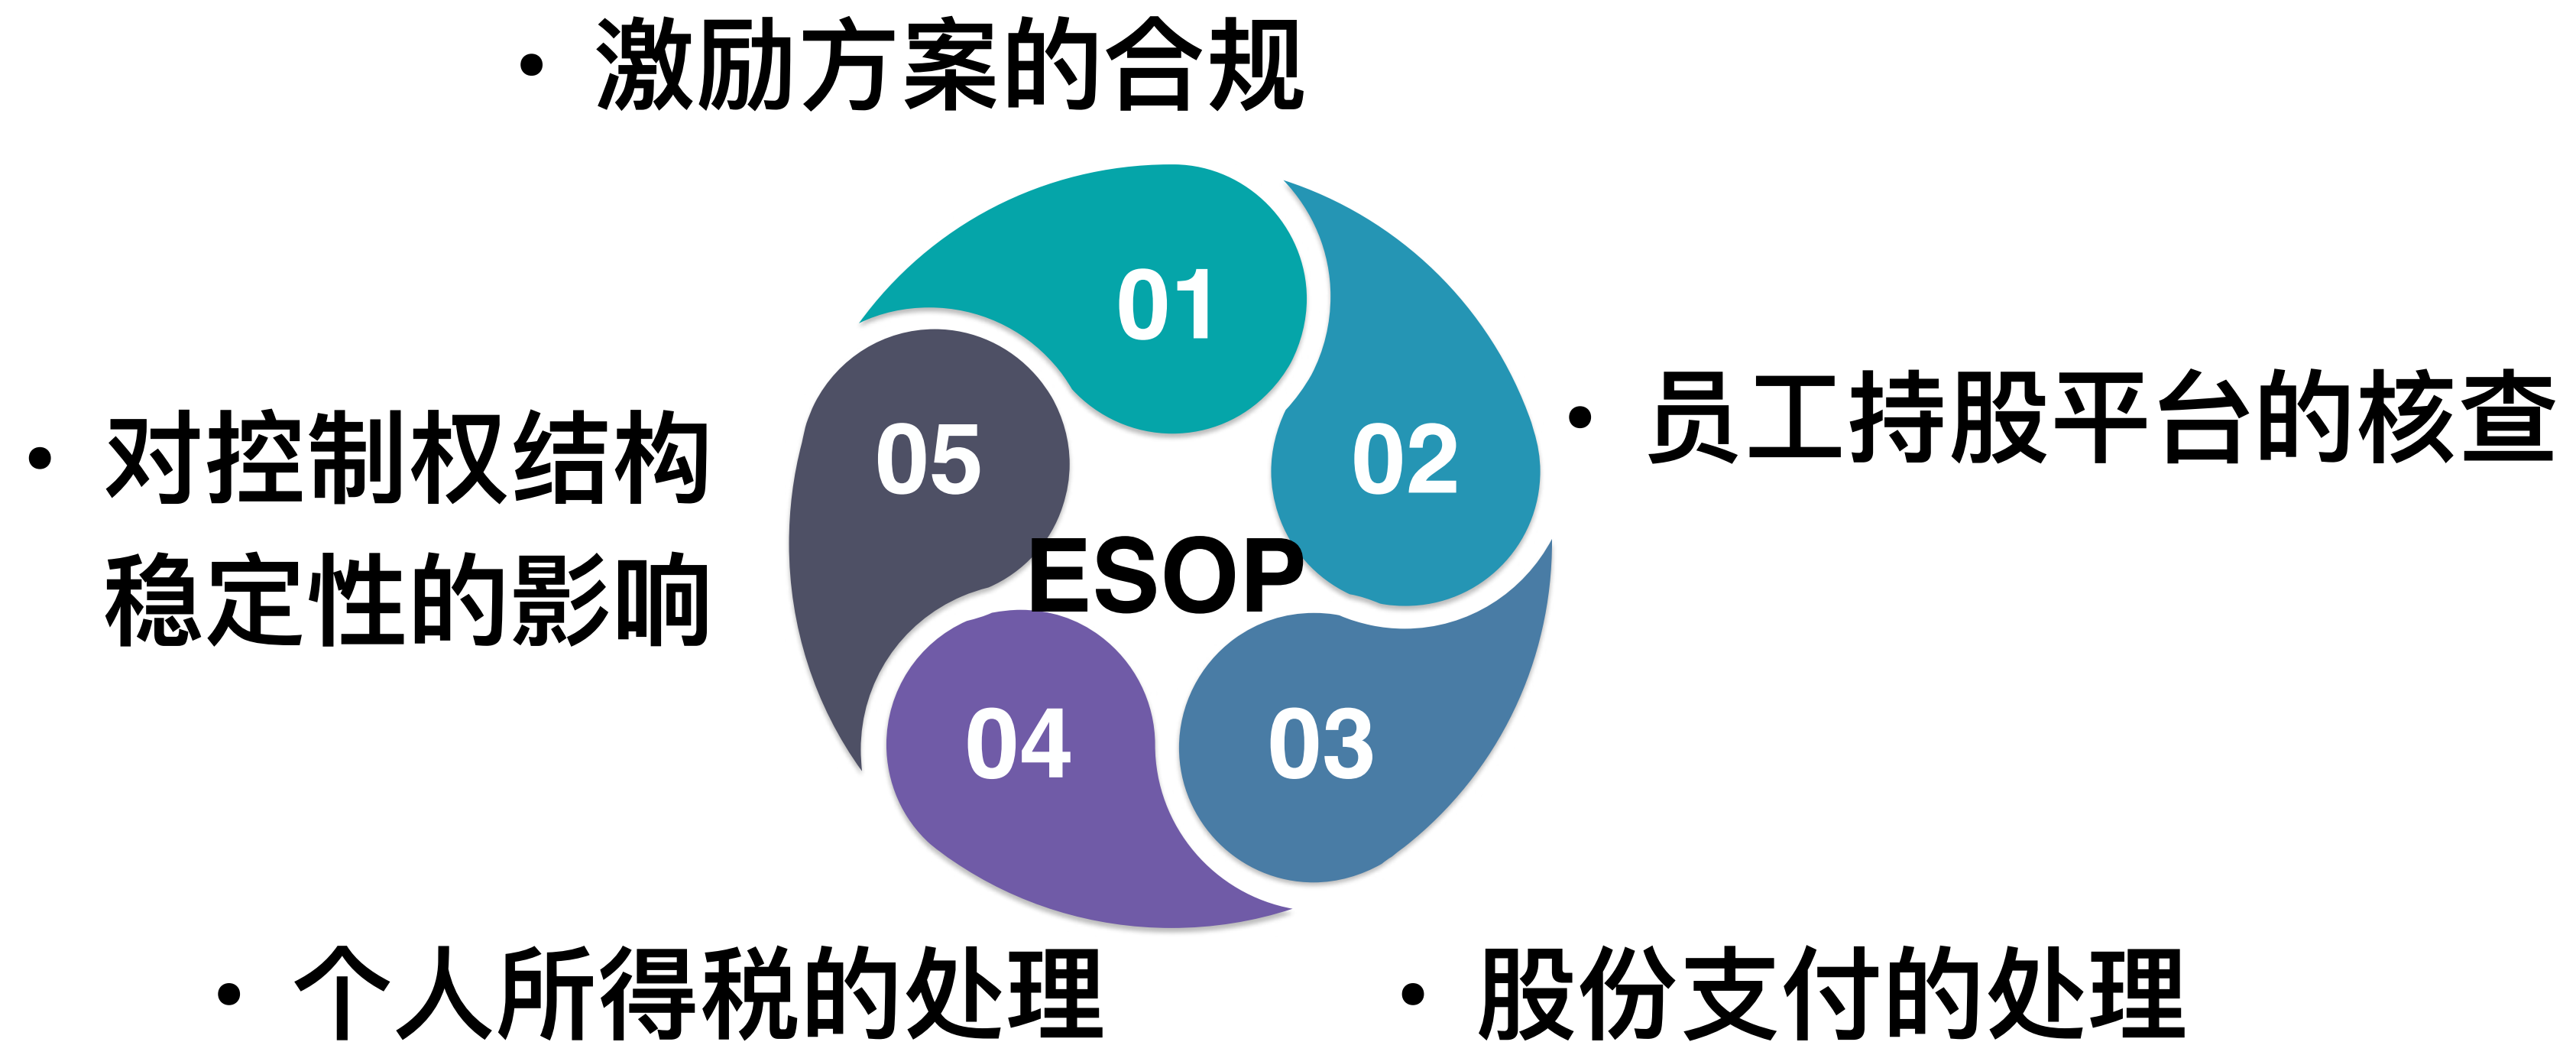 • 激励方案的合规
01
02
• 员工持股平台的核查
05
• 对控制权结构
稳定性的影响
ESOP
04
03
• 个人所得税的处理
• 股份支付的处理